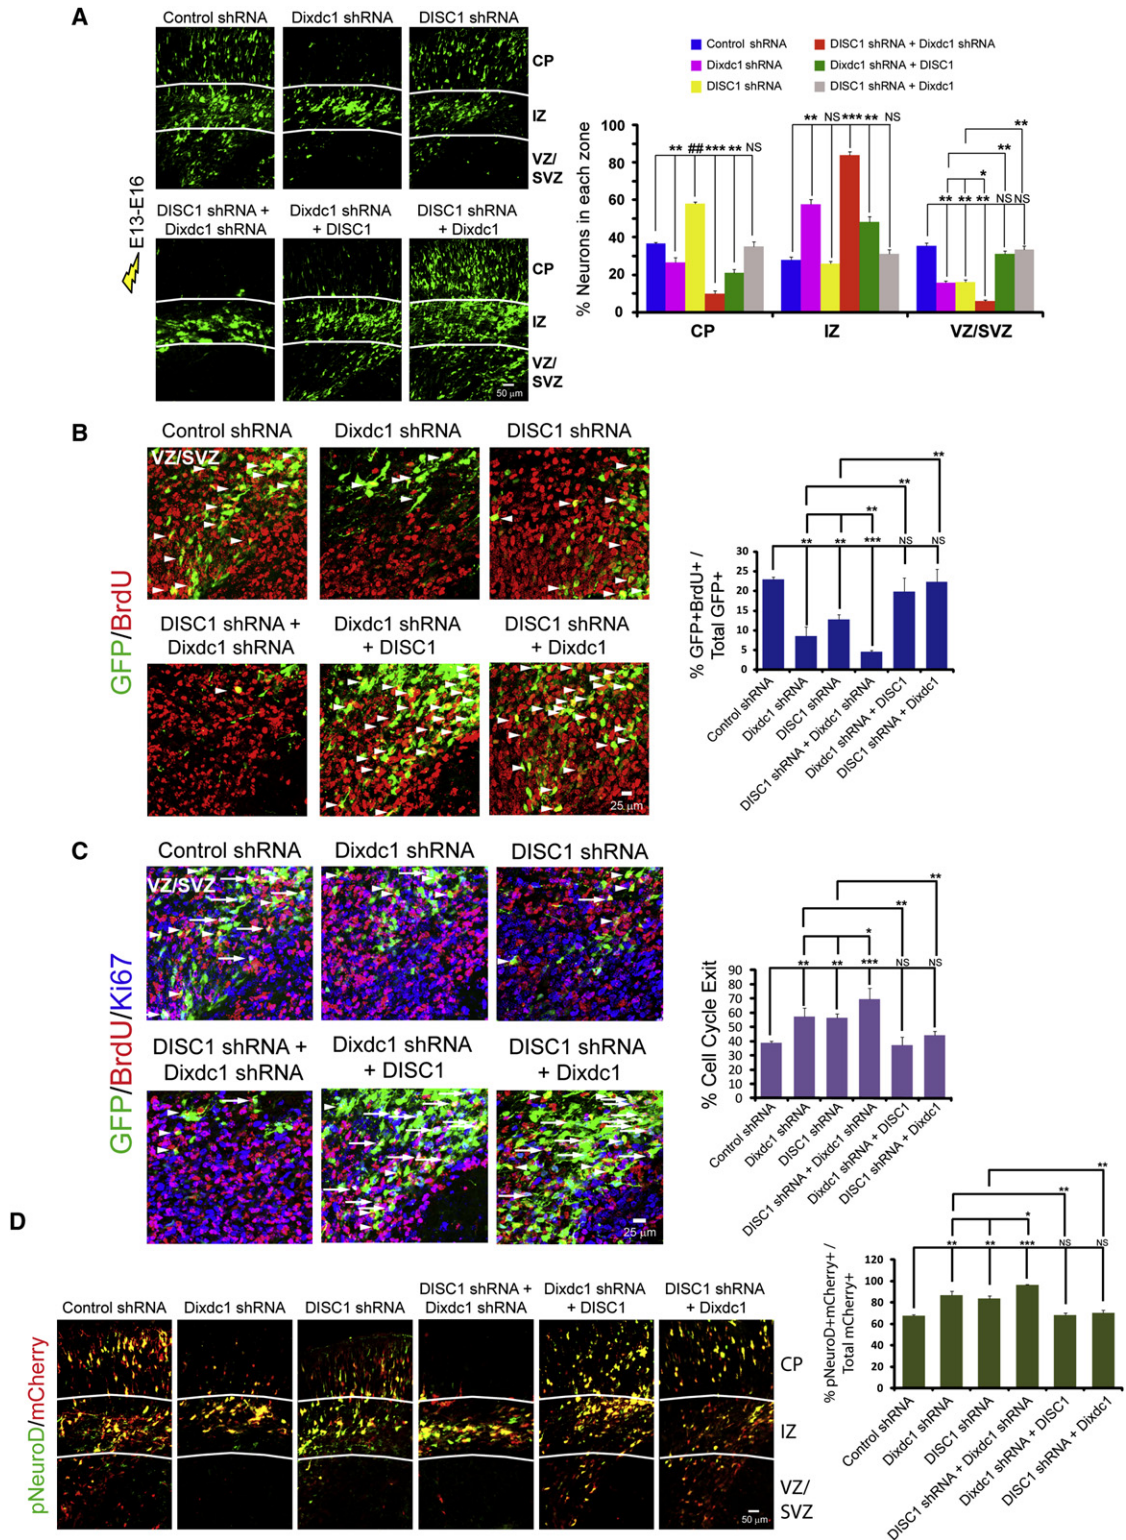 A
Control shRNA
Dixdc1 shRNA
DISC1 shRNA
CP
IZ
VZ/
SVZ
E13-E16
DISC1 shRNA +
Dixdc1 shRNA
Dixdc1 shRNA
+ DISC1
DISC1 shRNA
+ Dixdc1
CP
IZ
VZ/
SVZ
50 µm
Control shRNA
Dixdc1 shRNA
DISC1 shRNA
DISC1 shRNA + Dixdc1 shRNA
Dixdc1 shRNA + DISC1
DISC1 shRNA + Dixdc1
% Neurons in each zone
100
80
60
40
20
0
** ## *** ** NS
** NS *** ** NS
**
**
*
** ** ** NS NS
CP
IZ
VZ/SVZ
B
GFP/BrdU
Control shRNA
Dixdc1 shRNA
DISC1 shRNA
VZ/SVZ
DISC1 shRNA +
Dixdc1 shRNA
Dixdc1 shRNA
+ DISC1
DISC1 shRNA
+ Dixdc1
25 µm
% GFP+BrdU+ /
Total GFP+
30
25
20
15
10
5
0
**
**
**
** ** *** NS NS
Control shRNA
Dixdc1 shRNA
DISC1 shRNA
DISC1 shRNA + Dixdc1 shRNA
Dixdc1 shRNA + DISC1
DISC1 shRNA + Dixdc1
C
GFP/BrdU/Ki67
Control shRNA
Dixdc1 shRNA
DISC1 shRNA
VZ/SVZ
DISC1 shRNA +
Dixdc1 shRNA
Dixdc1 shRNA
+ DISC1
DISC1 shRNA
+ Dixdc1
25 µm
% Cell Cycle Exit
90
80
70
60
50
40
30
20
10
0
**
**
*
** ** *** NS NS
Control shRNA
Dixdc1 shRNA
DISC1 shRNA
DISC1 shRNA + Dixdc1 shRNA
Dixdc1 shRNA + DISC1
DISC1 shRNA + Dixdc1
D
pNeuroD/mCherry
Control shRNA
Dixdc1 shRNA
DISC1 shRNA
DISC1 shRNA +
Dixdc1 shRNA
Dixdc1 shRNA
+ DISC1
DISC1 shRNA
+ Dixdc1
CP
IZ
VZ/
SVZ
50 µm
% pNeuroD+mCherry+ /
Total mCherry+
120
100
80
60
40
20
0
**
**
*
** ** *** NS NS
Control shRNA
Dixdc1 shRNA
DISC1 shRNA
DISC1 shRNA + Dixdc1 shRNA
Dixdc1 shRNA + DISC1
DISC1 shRNA + Dixdc1